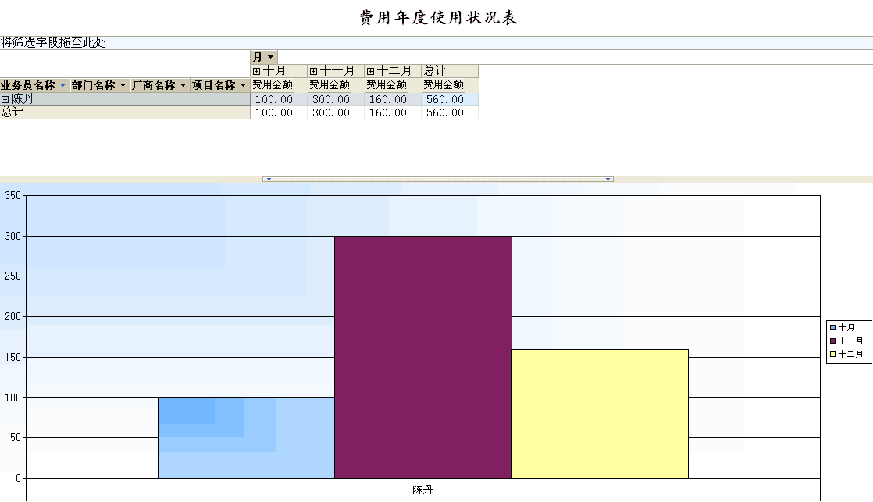 费用年度使用状况表
将筛选字段拖至此处
月
十月 十一月 十二月 总计
业务员名称 部门名称 厂商名称 项目名称 费用金额 费用金额 费用金额 费用金额
陈丹 100.00 300.00 160.00 560.00
总计 100.00 300.00 160.00 560.00
350
300
250
200
150
100
50
0
陈丹
十月
十一月
十二月